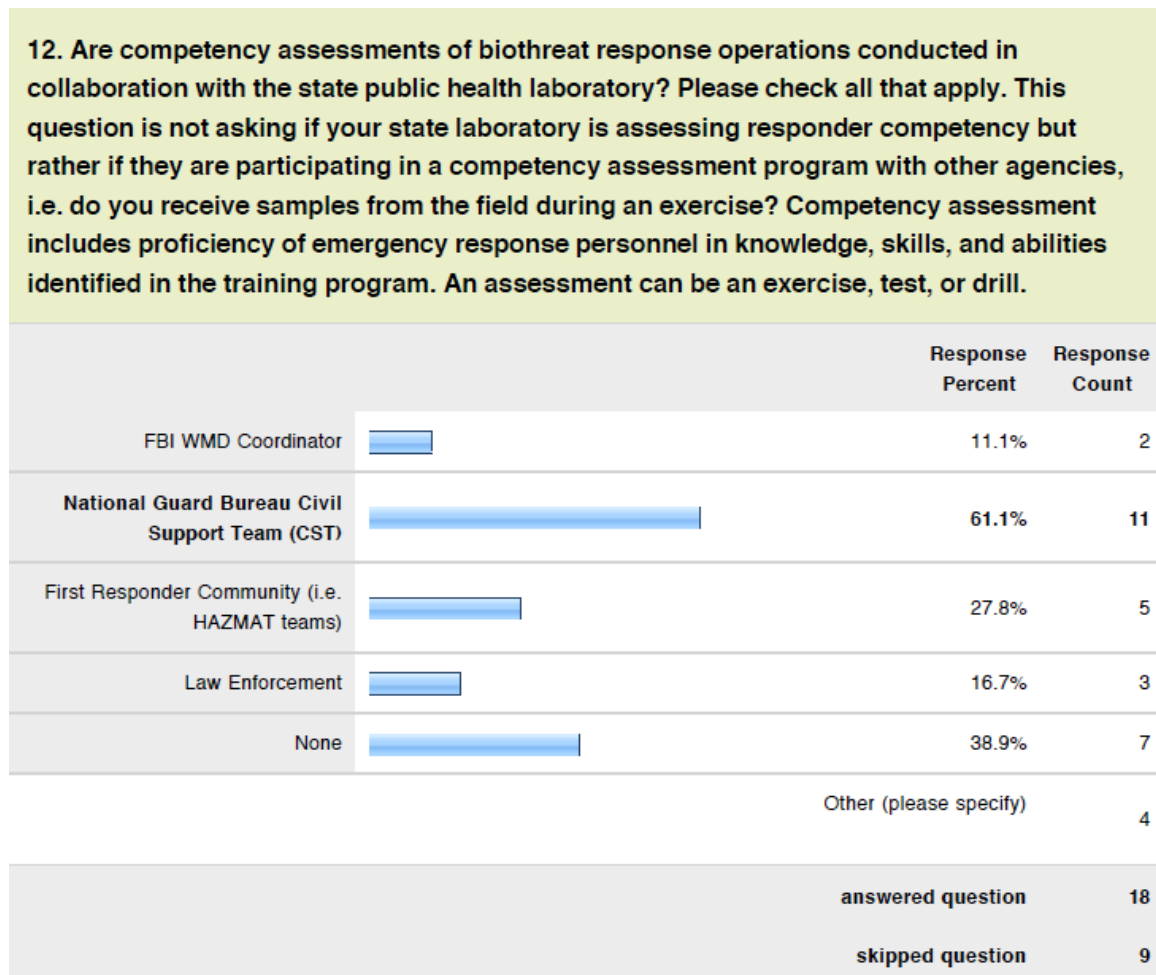 12. Are competency assessments of biothreat response operations conducted in
collaboration with the state public health laboratory? Please check all that apply. This
question is not asking if your state laboratory is assessing responder competency but
rather if they are participating in a competency assessment program with other agencies,
i.e. do you receive samples from the field during an exercise? Competency assessment
includes proficiency of emergency response personnel in knowledge, skills, and abilities
identified in the training program. An assessment can be an exercise, test, or drill.
Response Response
Percent Count
FBI WMD Coordinator 11.1% 2
National Guard Bureau Civil
Support Team (CST) 61.1% 11
First Responder Community (i.e.
HAZMAT teams) 27.8% 5
Law Enforcement 16.7% 3
None 38.9% 7
Other (please specify)
4
answered question 18
skipped question 9